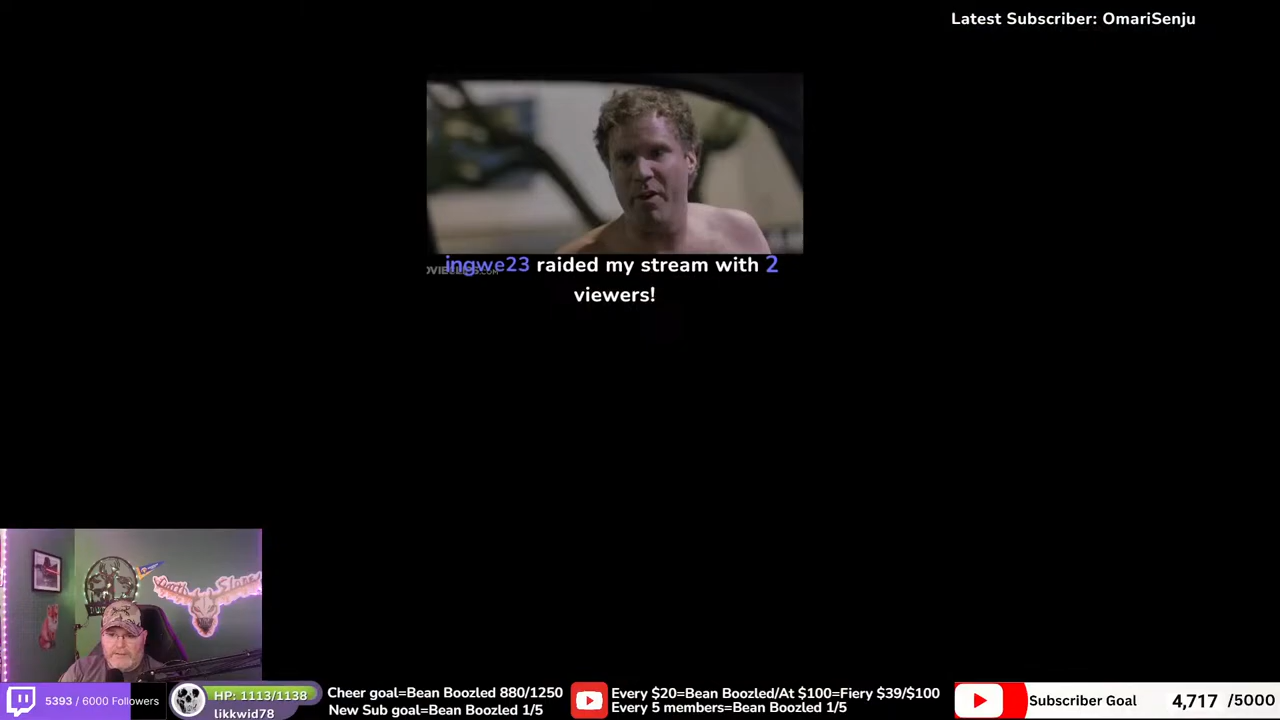 Latest Subscriber: OmariSenju
ingwe23 raided my stream with 2
viewers!
5393 / 6000 Followers
HP: 1113/1138
likkwid78
Cheer goal=Bean Boozled 880/1250
New Sub goal=Bean Boozled 1/5
Every $20=Bean Boozled/At $100=Fiery $39/$100
Every 5 members=Bean Boozled 1/5
Subscriber Goal
4,717 /5000